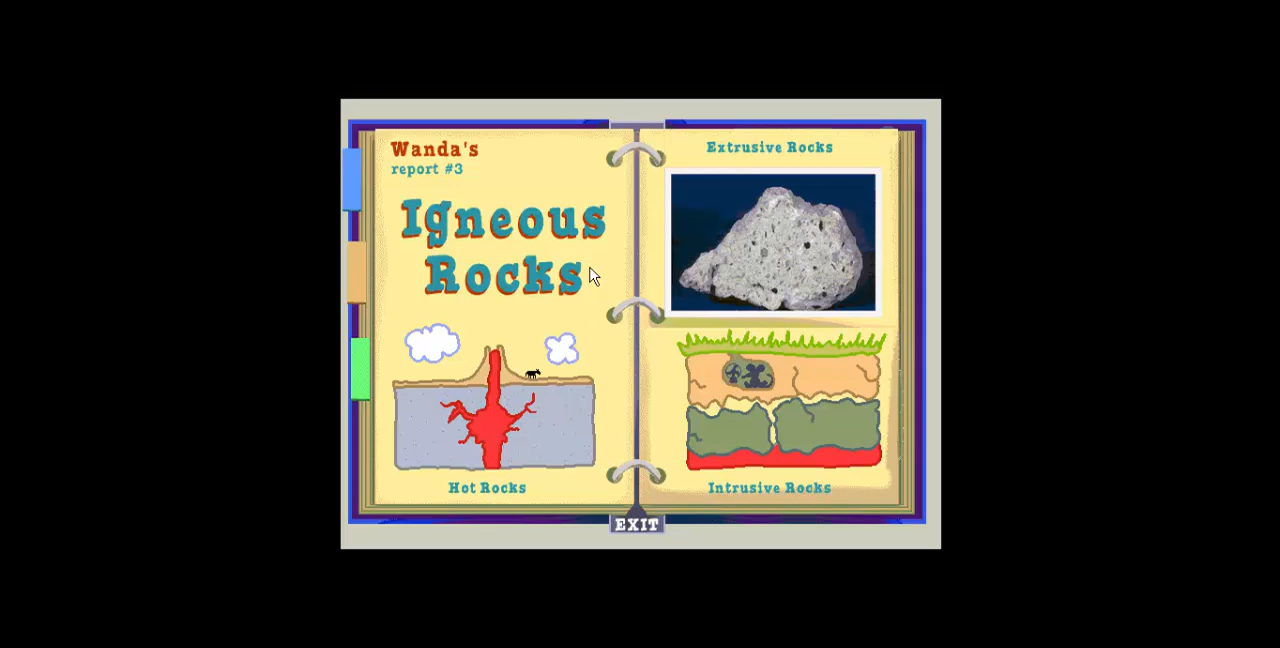 Wanda's
report #3
Igneous
Rocks
Hot Rocks
Extrusive Rocks
Intrusive Rocks
EXIT